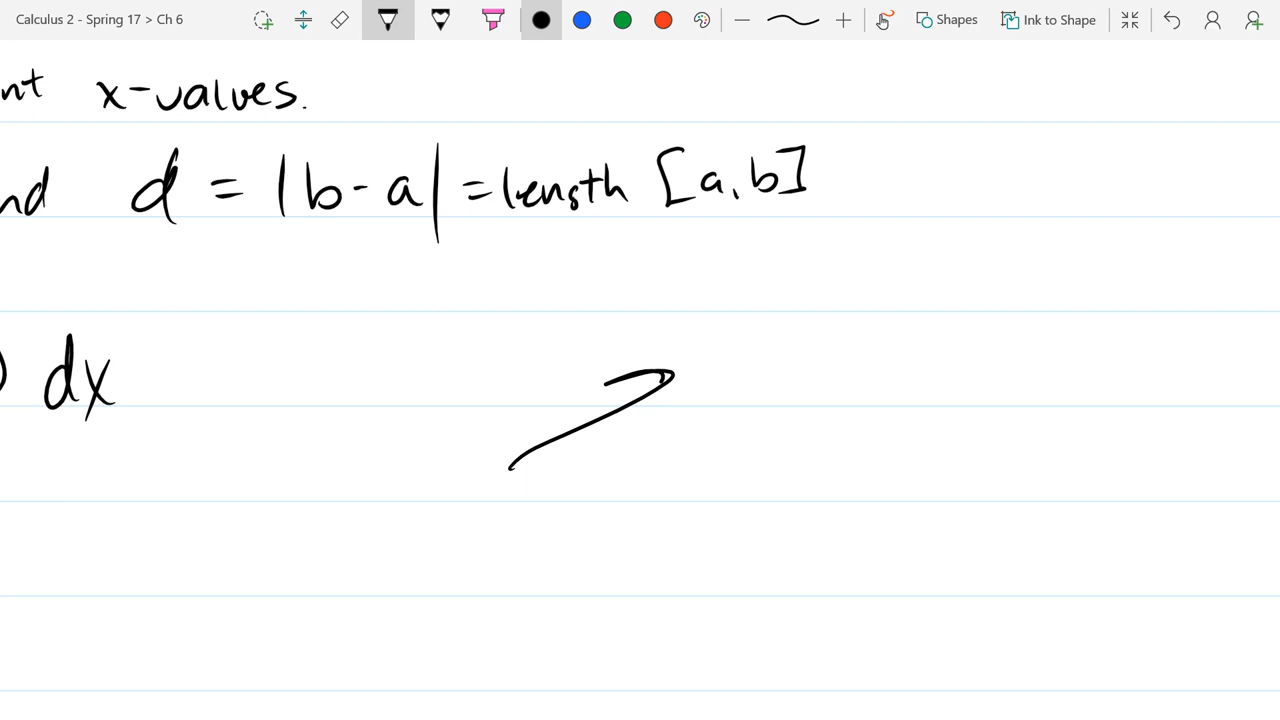 Calculus 2 - Spring 17 > Ch 6 Shapes Ink to Shape
nt x-values.
nd d = |b - a| = length [a, b]
) dx